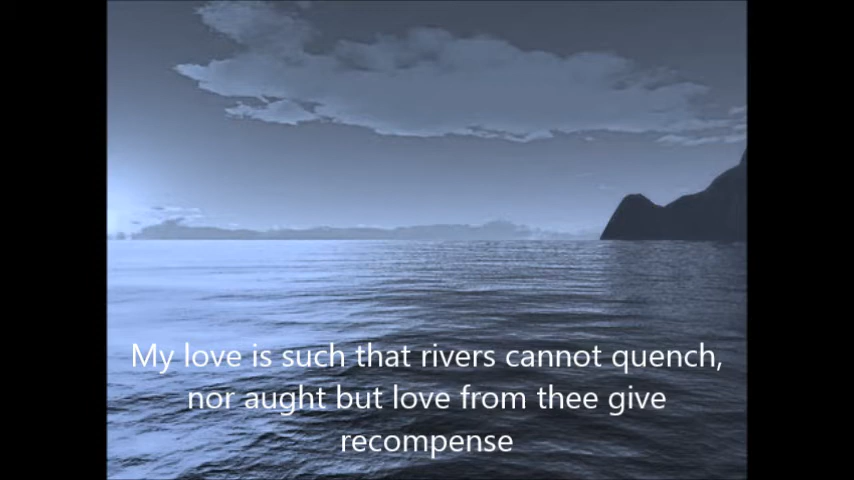 My love is such that rivers cannot quench,
nor aught but love from thee give
recompense